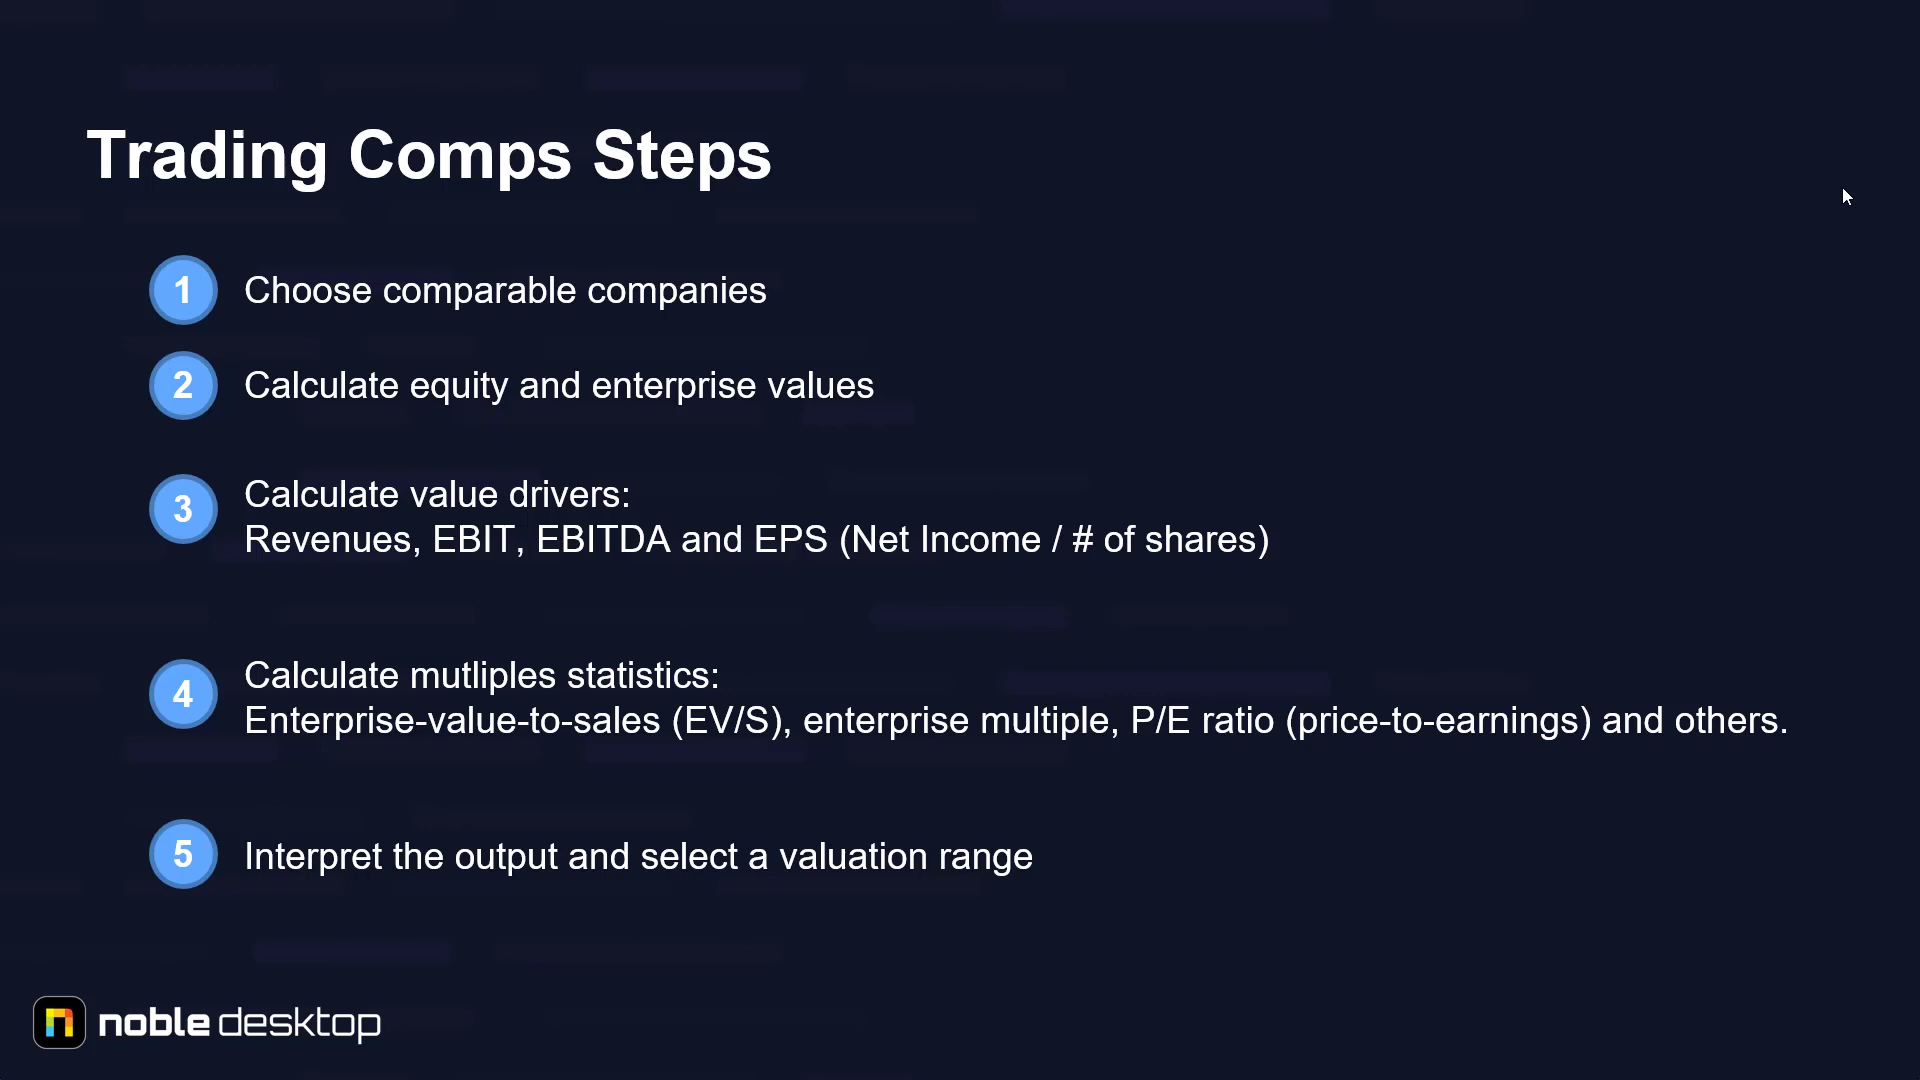 Trading Comps Steps
1 Choose comparable companies
2 Calculate equity and enterprise values
3 Calculate value drivers:
Revenues, EBIT, EBITDA and EPS (Net Income / # of shares)
4 Calculate mutliples statistics:
Enterprise-value-to-sales (EV/S), enterprise multiple, P/E ratio (price-to-earnings) and others.
5 Interpret the output and select a valuation range
n noble desktop